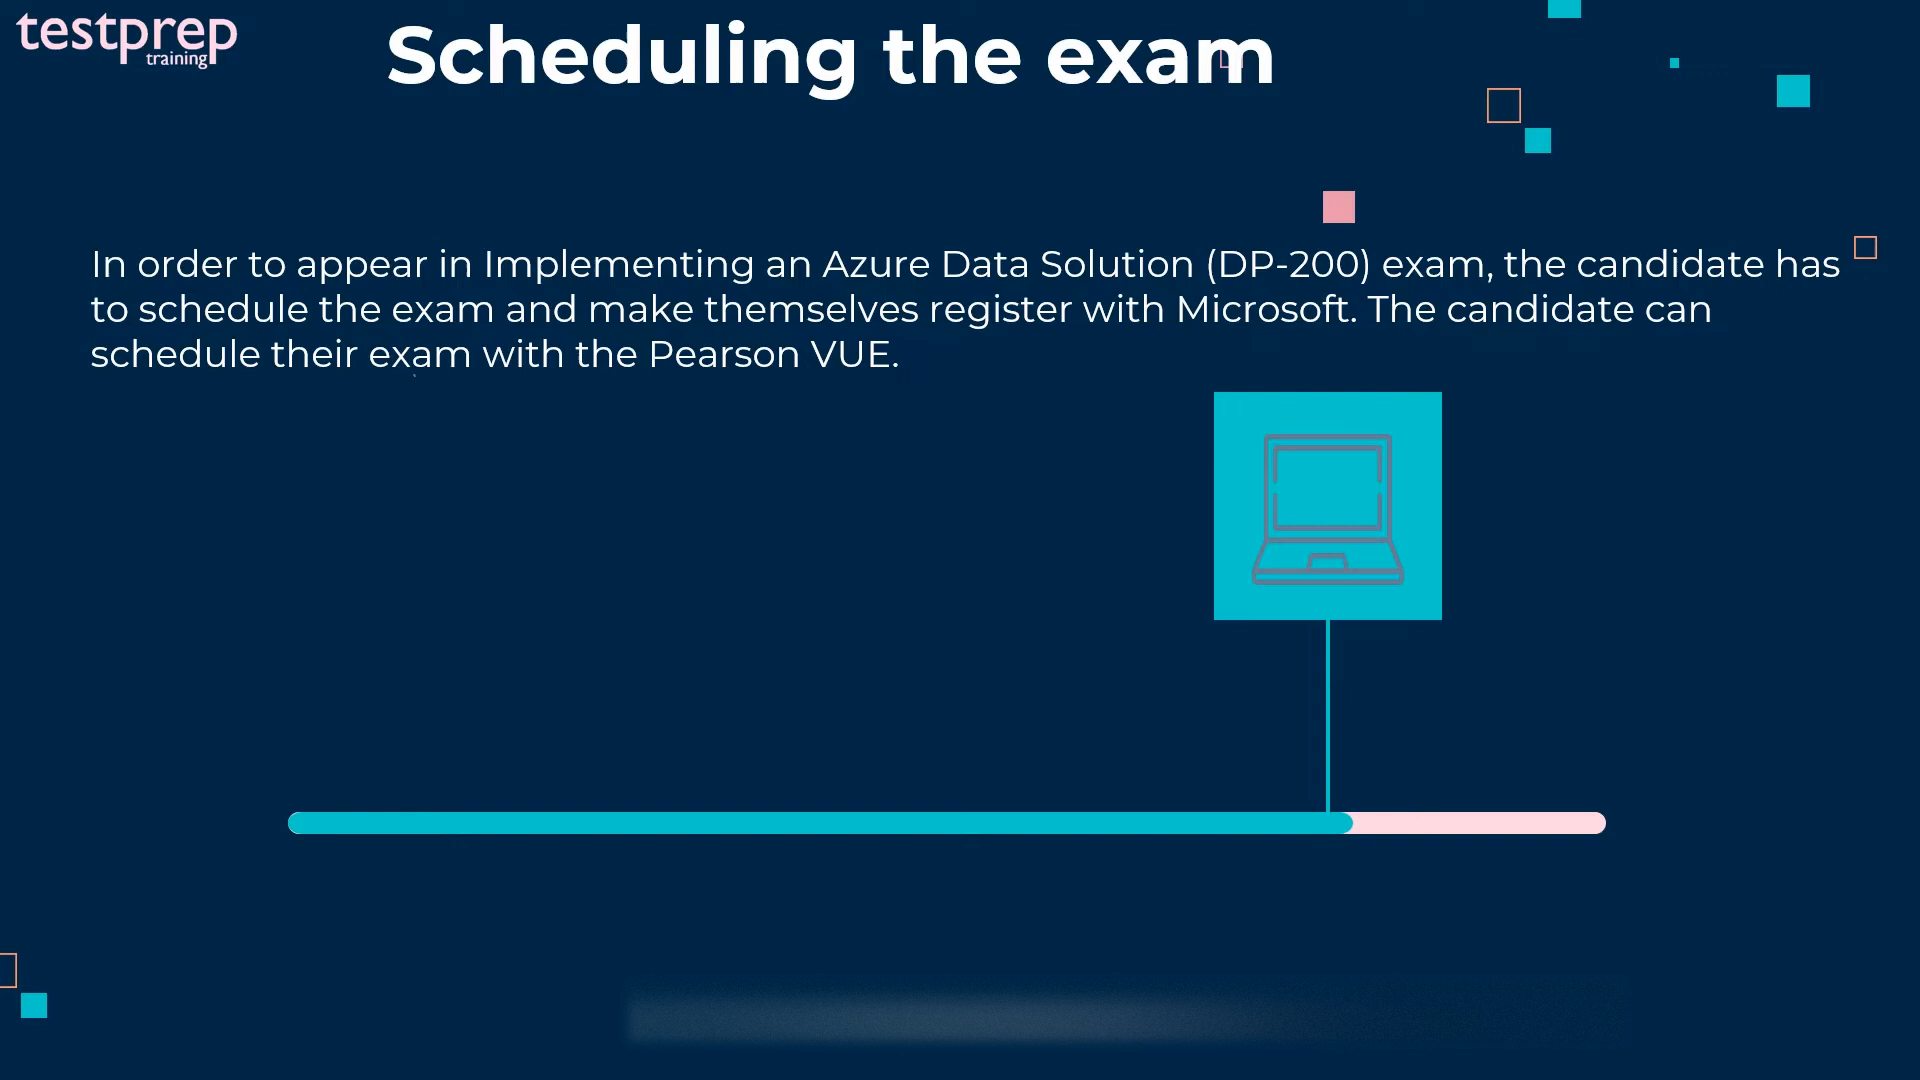 testprep
training
Scheduling the exam
In order to appear in Implementing an Azure Data Solution (DP-200) exam, the candidate has
to schedule the exam and make themselves register with Microsoft. The candidate can
schedule their exam with the Pearson VUE.